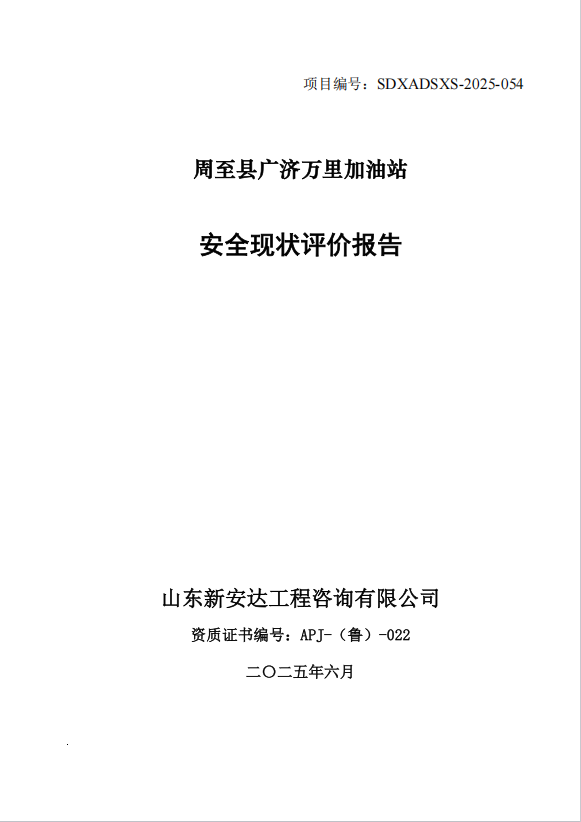 项目编号：SDXADSXS-2025-054
周至县广济万里加油站
安全现状评价报告
山东新安达工程咨询有限公司
资质证书编号：APJ-（鲁）-022
二〇二五年六月